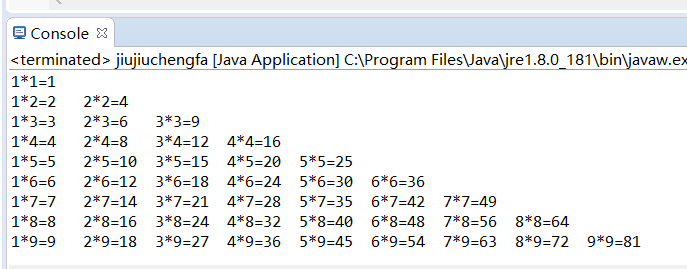 Console
<terminated> jiujiuchengfa [Java Application] C:\Program Files\Java\jre1.8.0_181\bin\javaw.ex
1*1=1
1*2=2 2*2=4
1*3=3 2*3=6 3*3=9
1*4=4 2*4=8 3*4=12 4*4=16
1*5=5 2*5=10 3*5=15 4*5=20 5*5=25
1*6=6 2*6=12 3*6=18 4*6=24 5*6=30 6*6=36
1*7=7 2*7=14 3*7=21 4*7=28 5*7=35 6*7=42 7*7=49
1*8=8 2*8=16 3*8=24 4*8=32 5*8=40 6*8=48 7*8=56 8*8=64
1*9=9 2*9=18 3*9=27 4*9=36 5*9=45 6*9=54 7*9=63 8*9=72 9*9=81